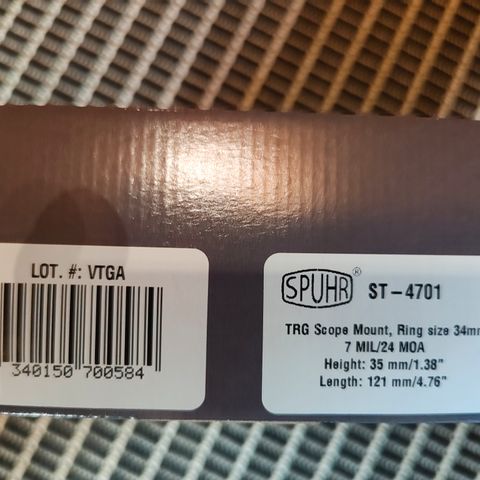 LOT. #: VTGA
340150 700584
SPUHR® ST-4701
TRG Scope Mount, Ring size 34mm
7 MIL/24 MOA
Height: 35 mm/1.38"
Length: 121 mm/4.76"